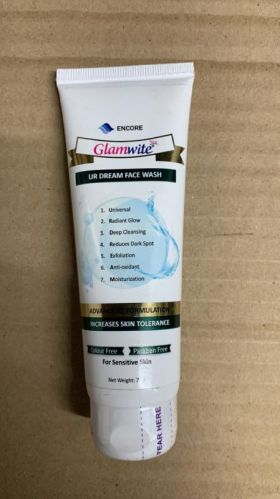 ENCORE
Glamwite
UR DREAM FACE WASH
1. Universal
2. Radiant Glow
3. Deep Cleansing
4. Reduces Dark Spot
5. Exfoliation
6. Anti-oxidant
7. Moisturization
ADVANCED FORMULATION
INCREASES SKIN TOLERANCE
Colour Free Paraben Free
For Sensitive Skin
Net Weight:
TEAR HERE